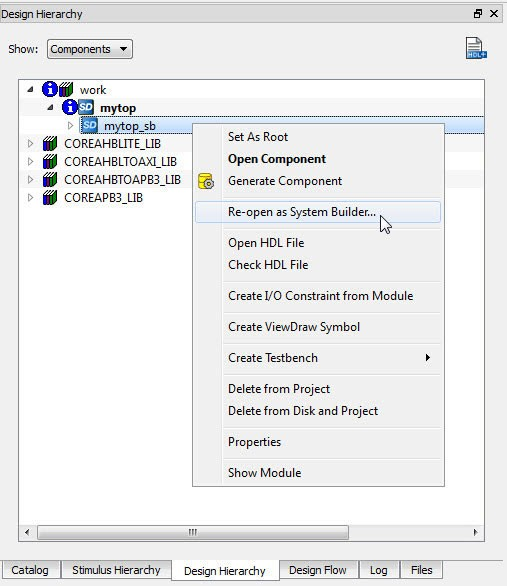 Design Hierarchy
Show: Components
HDL+
work
SD mytop
SD mytop_sb
COREAHBLITE_LIB
COREAHBLTOAXI_LIB
COREAHBTOAPB3_LIB
COREAPB3_LIB
Set As Root
Open Component
Generate Component
Re-open as System Builder...
Open HDL File
Check HDL File
Create I/O Constraint from Module
Create ViewDraw Symbol
Create Testbench
Delete from Project
Delete from Disk and Project
Properties
Show Module
Catalog Stimulus Hierarchy Design Hierarchy Design Flow Log Files